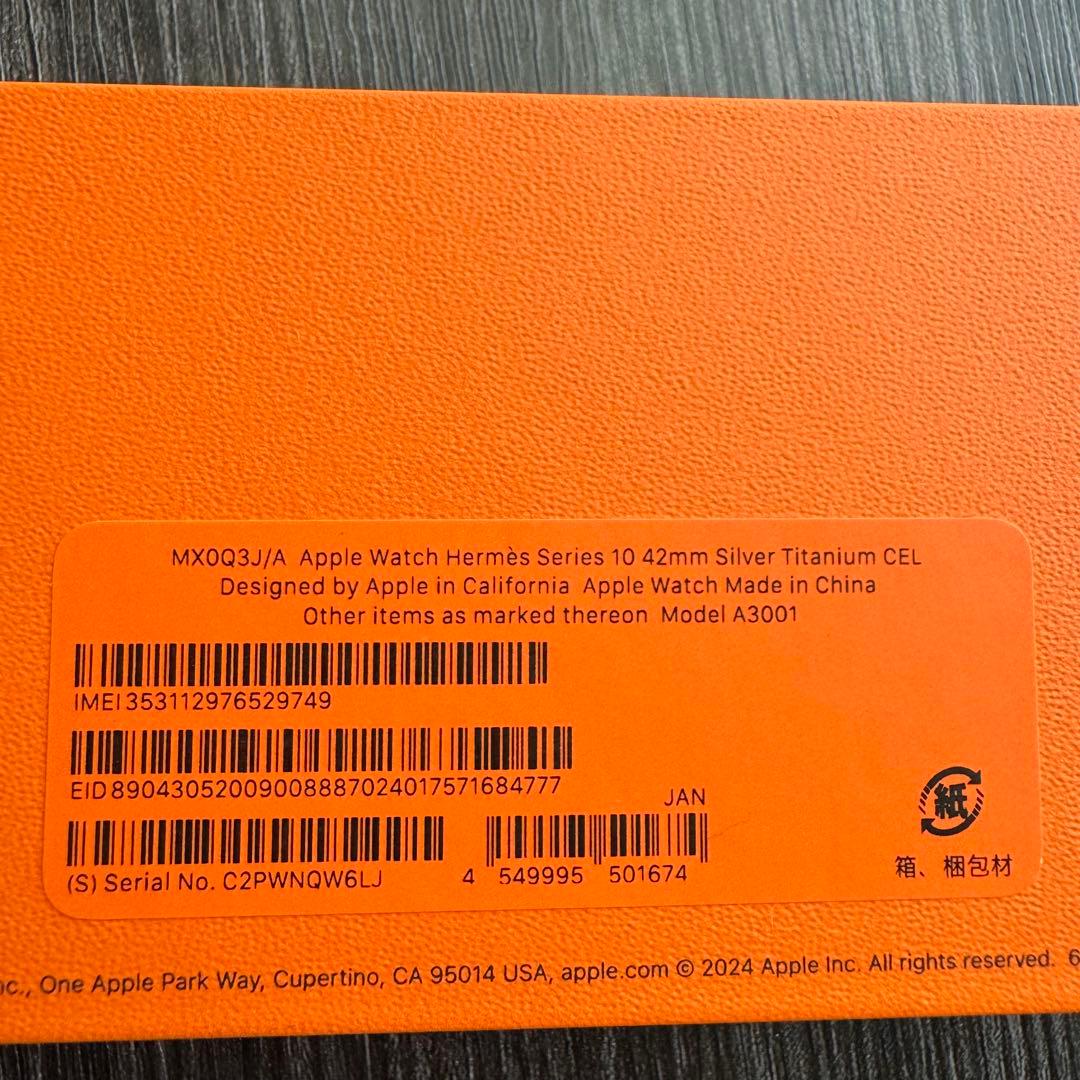 MX0Q3J/A Apple Watch Hermès Series 10 42mm Silver Titanium CEL
Designed by Apple in California Apple Watch Made in China
Other items as marked thereon Model A3001
IMEI 353112976529749
EID 89043052009008887024017571684777
JAN
(S) Serial No. C2PWNQW6LJ
4 549995 501674
紙
箱、梱包材
One Apple Park Way, Cupertino, CA 95014 USA, apple.com © 2024 Apple Inc. All rights reserved.